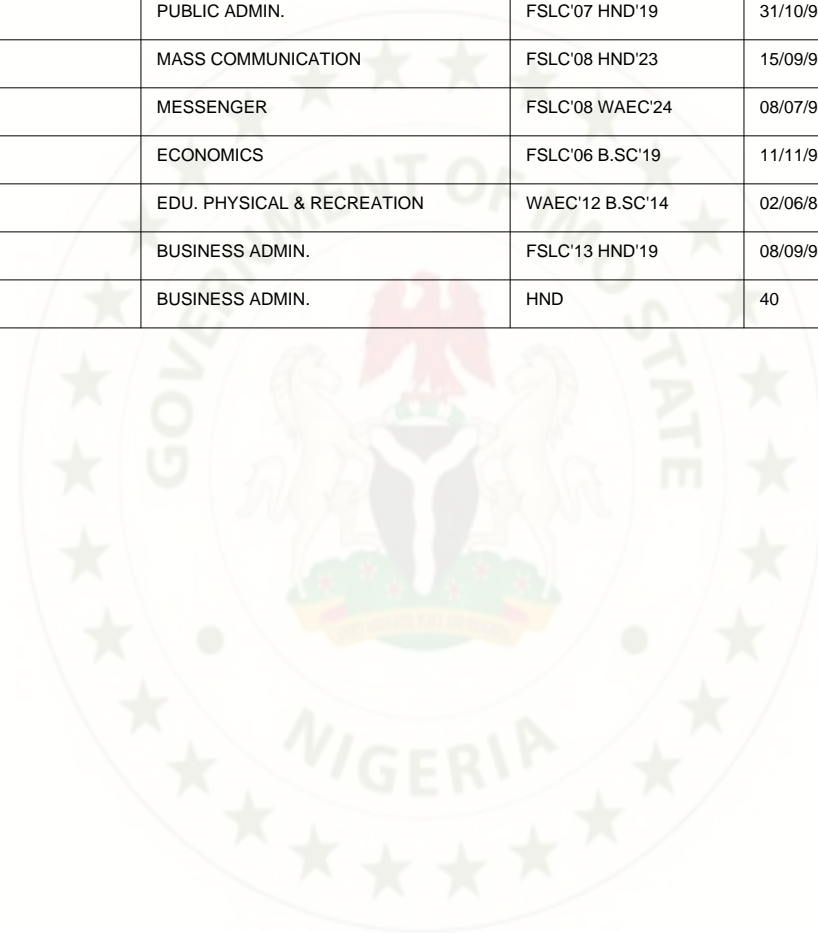 PUBLIC ADMIN. FSLC'07 HND'19 31/10/9
MASS COMMUNICATION FSLC'08 HND'23 15/09/9
MESSENGER FSLC'08 WAEC'24 08/07/9
ECONOMICS FSLC'06 B.SC'19 11/11/9
EDU. PHYSICAL & RECREATION WAEC'12 B.SC'14 02/06/8
BUSINESS ADMIN. FSLC'13 HND'19 08/09/9
BUSINESS ADMIN. HND 40
GOVERNMENT OF IMO STATE
NIGERIA